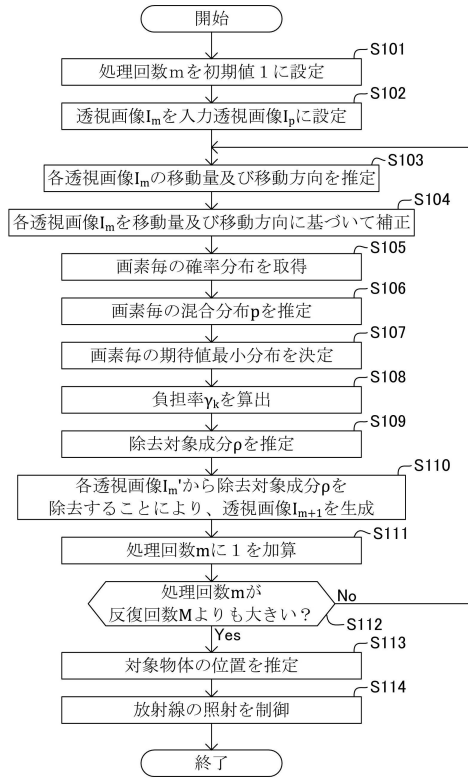 開始
S101
処理回数mを初期値1に設定
S102
透視画像Imを入力透視画像Ipに設定
S103
各透視画像Imの移動量及び移動方向を推定
S104
各透視画像Imを移動量及び移動方向に基づいて補正
S105
画素毎の確率分布を取得
S106
画素毎の混合分布pを推定
S107
画素毎の期待値最小分布を決定
S108
負担率γkを算出
S109
除去対象成分ρを推定
S110
各透視画像Im'から除去対象成分ρを
除去することにより、透視画像Im+1を生成
S111
処理回数mに1を加算
処理回数mが
反復回数Mよりも大きい?
No
S112
Yes
S113
対象物体の位置を推定
S114
放射線の照射を制御
終了